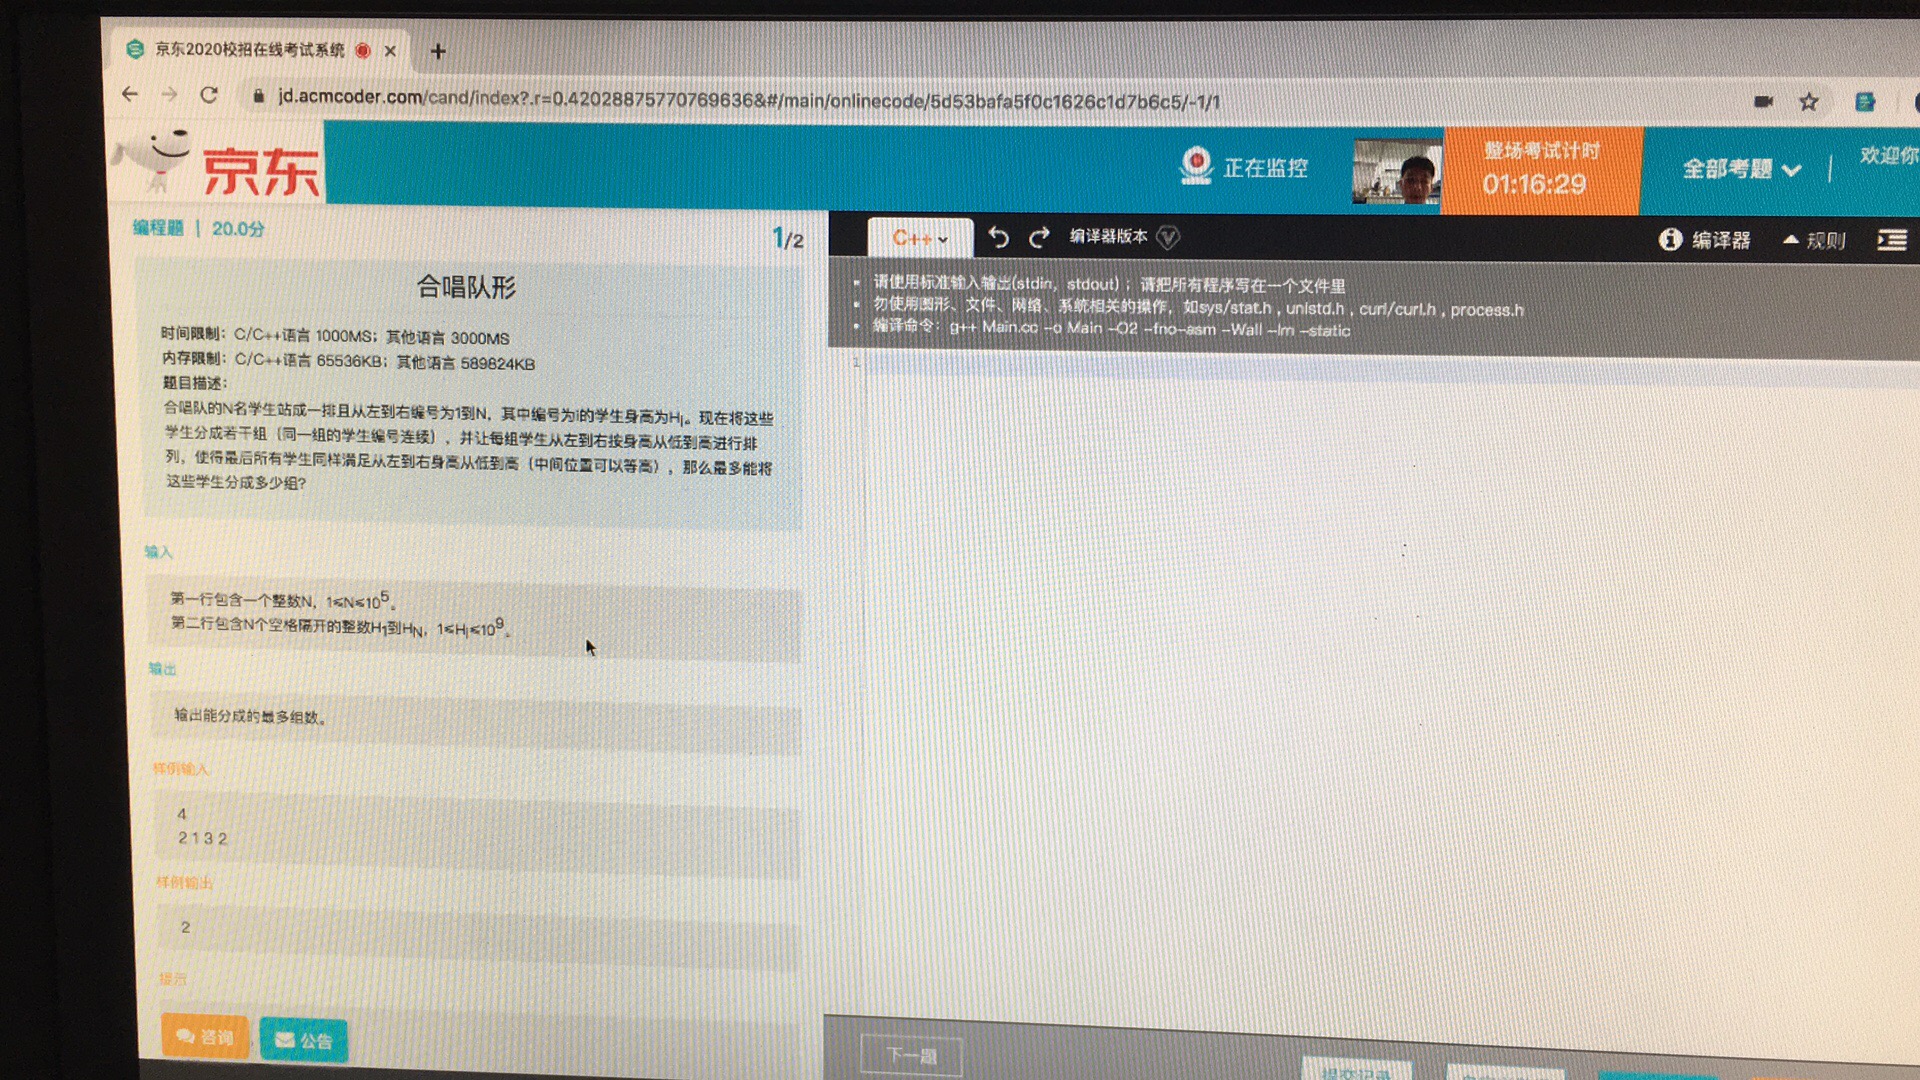 京东2020校招在线考试系统
jd.acmcoder.com/cand/index?.r=0.42028875770769636&#/main/onlinecode/5d53bafa5f0c1626c1d7b6c5/-1/1
京东
正在监控
整场考试计时
01:16:29
全部考题
欢迎你
编程题 | 20.0分
1/2
C++
编译器版本
编译器
规则
请使用标准输入输出(stdin, stdout) ；请把所有程序写在一个文件里
勿使用图形、文件、网络、系统相关的操作，如sys/stat.h , unistd.h , curl/curl.h , process.h
编译命令：g++ Main.cc -o Main -O2 -fno-asm -Wall -lm -static
1
合唱队形
时间限制：C/C++语言 1000MS；其他语言 3000MS
内存限制：C/C++语言 65536KB；其他语言 589824KB
题目描述：
合唱队的N名学生站成一排且从左到右编号为1到N，其中编号为i的学生身高为Hi。现在将这些
学生分成若干组（同一组的学生编号连续），并让每组学生从左到右按身高从低到高进行排
列，使得最后所有学生同样满足从左到右身高从低到高（中间位置可以等高），那么最多能将
这些学生分成多少组?
输入
第一行包含一个整数N，1≤N≤10^5。
第二行包含N个空格隔开的整数H1到HN，1≤Hi≤10^9。
输出
输出能分成的最多组数。
样例输入
4
2 1 3 2
样例输出
2
提示
咨询
公告
下一题
提交记录